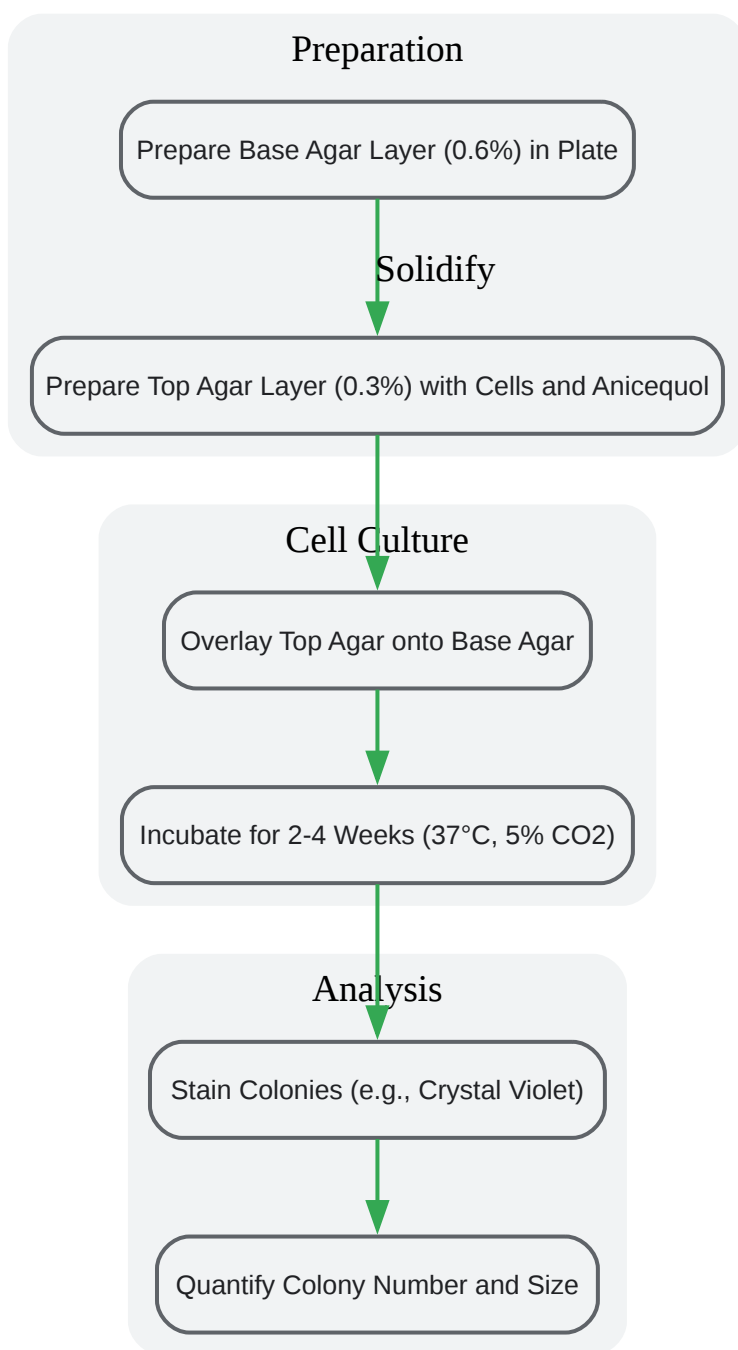 Preparation
Prepare Base Agar Layer (0.6%) in Plate
Solidify
Prepare Top Agar Layer (0.3%) with Cells and Anicequol
Cell Culture
Overlay Top Agar onto Base Agar
Incubate for 2-4 Weeks (37°C, 5% CO2)
Analysis
Stain Colonies (e.g., Crystal Violet)
Quantify Colony Number and Size